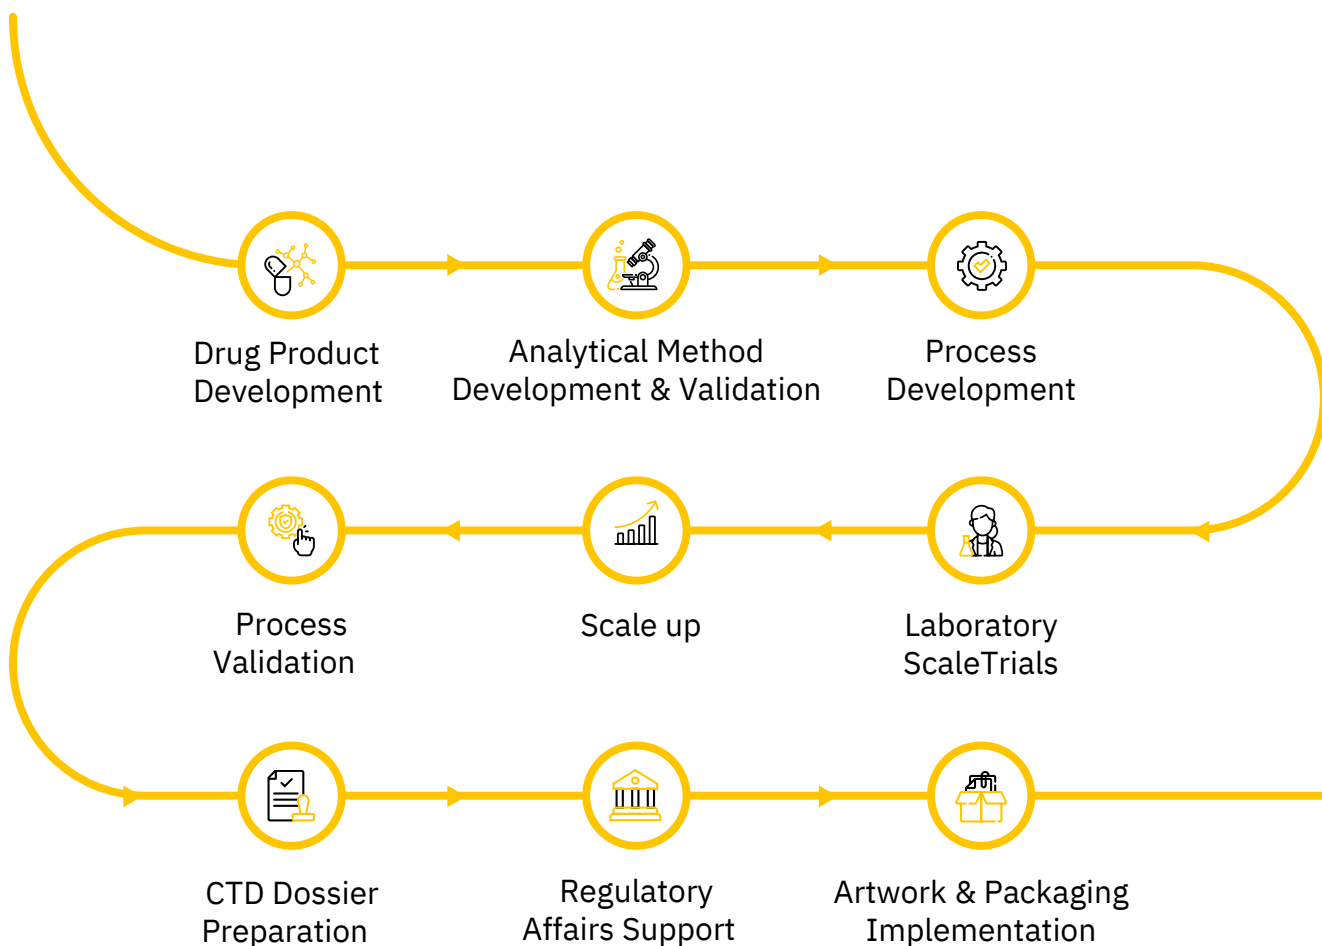 Drug Product
Development
Analytical Method
Development & Validation
Process
Development
Process
Validation
Scale up
Laboratory
ScaleTrials
CTD Dossier
Preparation
Regulatory
Affairs Support
Artwork & Packaging
Implementation